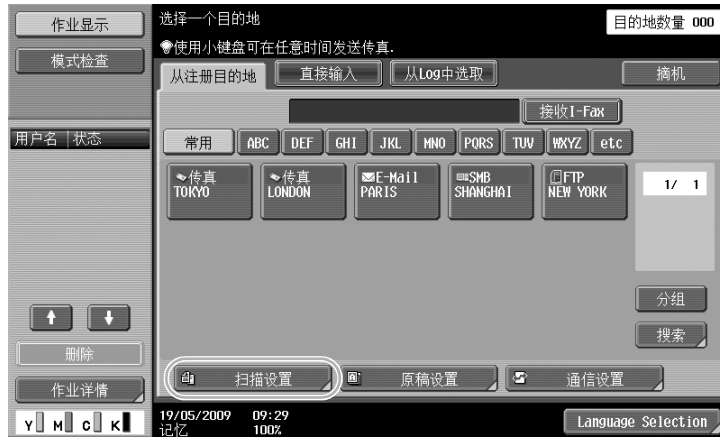 作业显示
模式检查
用户名 状态
删除
作业详情
Y M C K
选择一个目的地
目的地数量 000
使用小键盘可在任意时间发送传真.
从注册目的地 直接输入 从Log中选取 摘机
接收I-Fax
常用 ABC DEF GHI JKL MNO PQRS TUV WXYZ etc
传真
TOKYO
传真
LONDON
E-Mail
PARIS
SMB
SHANGHAI
FTP
NEW YORK
1/ 1
分组
搜索
扫描设置 原稿设置 通信设置
19/05/2009 09:29
记忆 100%
Language Selection